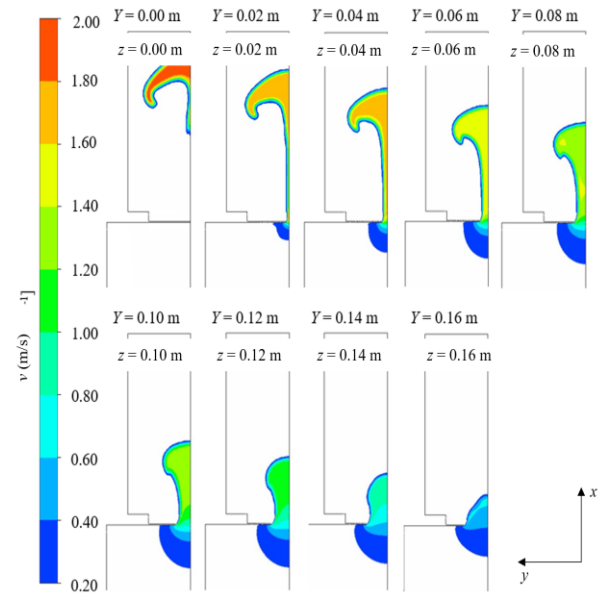 Y = 0.00 m Y = 0.02 m Y = 0.04 m Y = 0.06 m Y = 0.08 m
z = 0.00 m z = 0.02 m z = 0.04 m z = 0.06 m z = 0.08 m
2.00
1.80
1.60
1.40
1.20
1.00
0.80
0.60
0.40
0.20
v (m/s) -1]
Y = 0.10 m Y = 0.12 m Y = 0.14 m Y = 0.16 m
z = 0.10 m z = 0.12 m z = 0.14 m z = 0.16 m
x
y